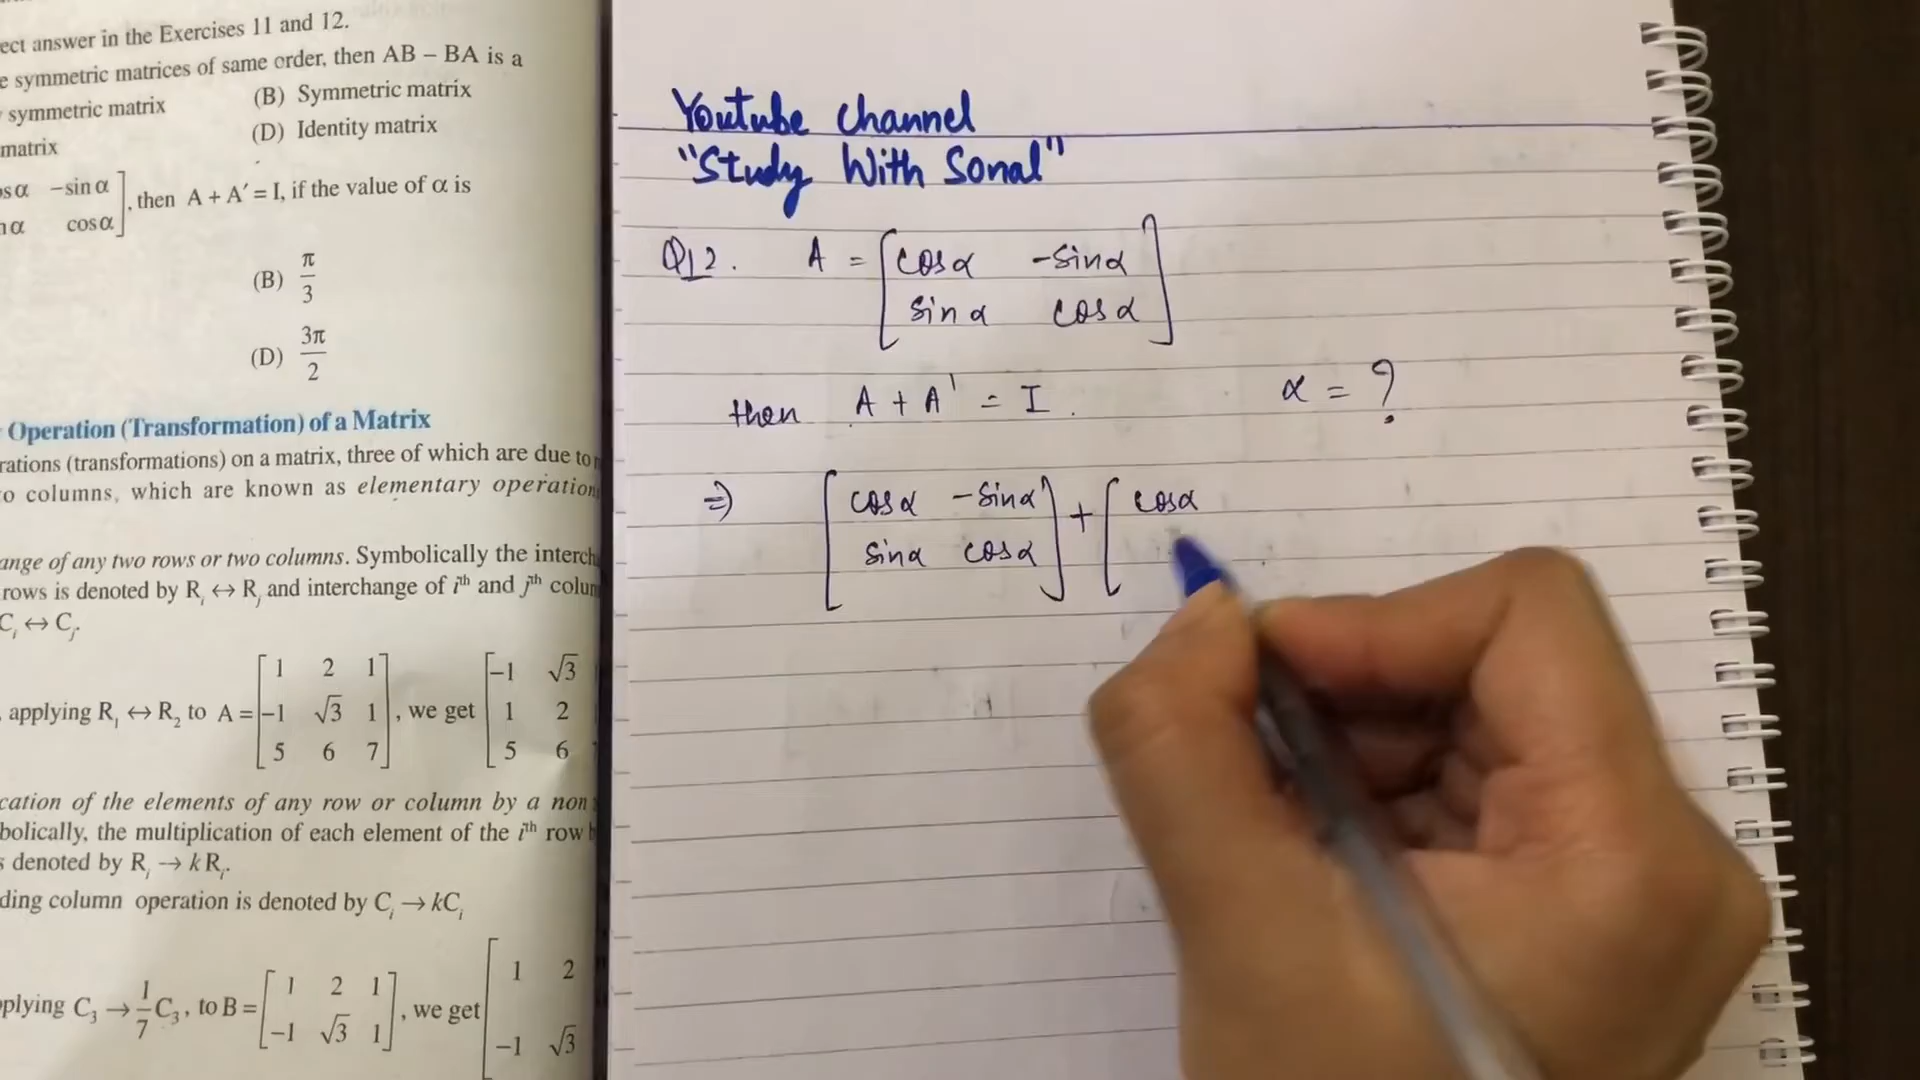 ect answer in the Exercises 11 and 12.
e symmetric matrices of same order, then AB – BA is a
symmetric matrix (B) Symmetric matrix
matrix (D) Identity matrix
os α −sin α
n α cos α
, then A + A′ = I, if the value of α is
(B) π/3
(D) 3π/2
Operation (Transformation) of a Matrix
rations (transformations) on a matrix, three of which are due to
o columns, which are known as elementary operation
ange of any two rows or two columns. Symbolically the interch
rows is denoted by Rᵢ ↔ Rⱼ and interchange of iᵗʰ and jᵗʰ colum
Cᵢ ↔ Cⱼ.
applying R₁ ↔ R₂ to A = [1 2 1; −1 √3 1; 5 6 7], we get [−1 √3; 1 2; 5 6
cation of the elements of any row or column by a non
bolically, the multiplication of each element of the iᵗʰ row b
s denoted by Rᵢ → kRᵢ.
ding column operation is denoted by Cᵢ → kCᵢ
plying C₃ → 1/7 C₃, to B = [1 2 1; −1 √3 1], we get [1 2; −1 √3
Youtube channel
"Study With Sonal"
Q12. A = [cosα −sinα
sinα cosα]
then A + A' = I. α = ?
⇒ [cosα −sinα
sinα cosα] + [cosα